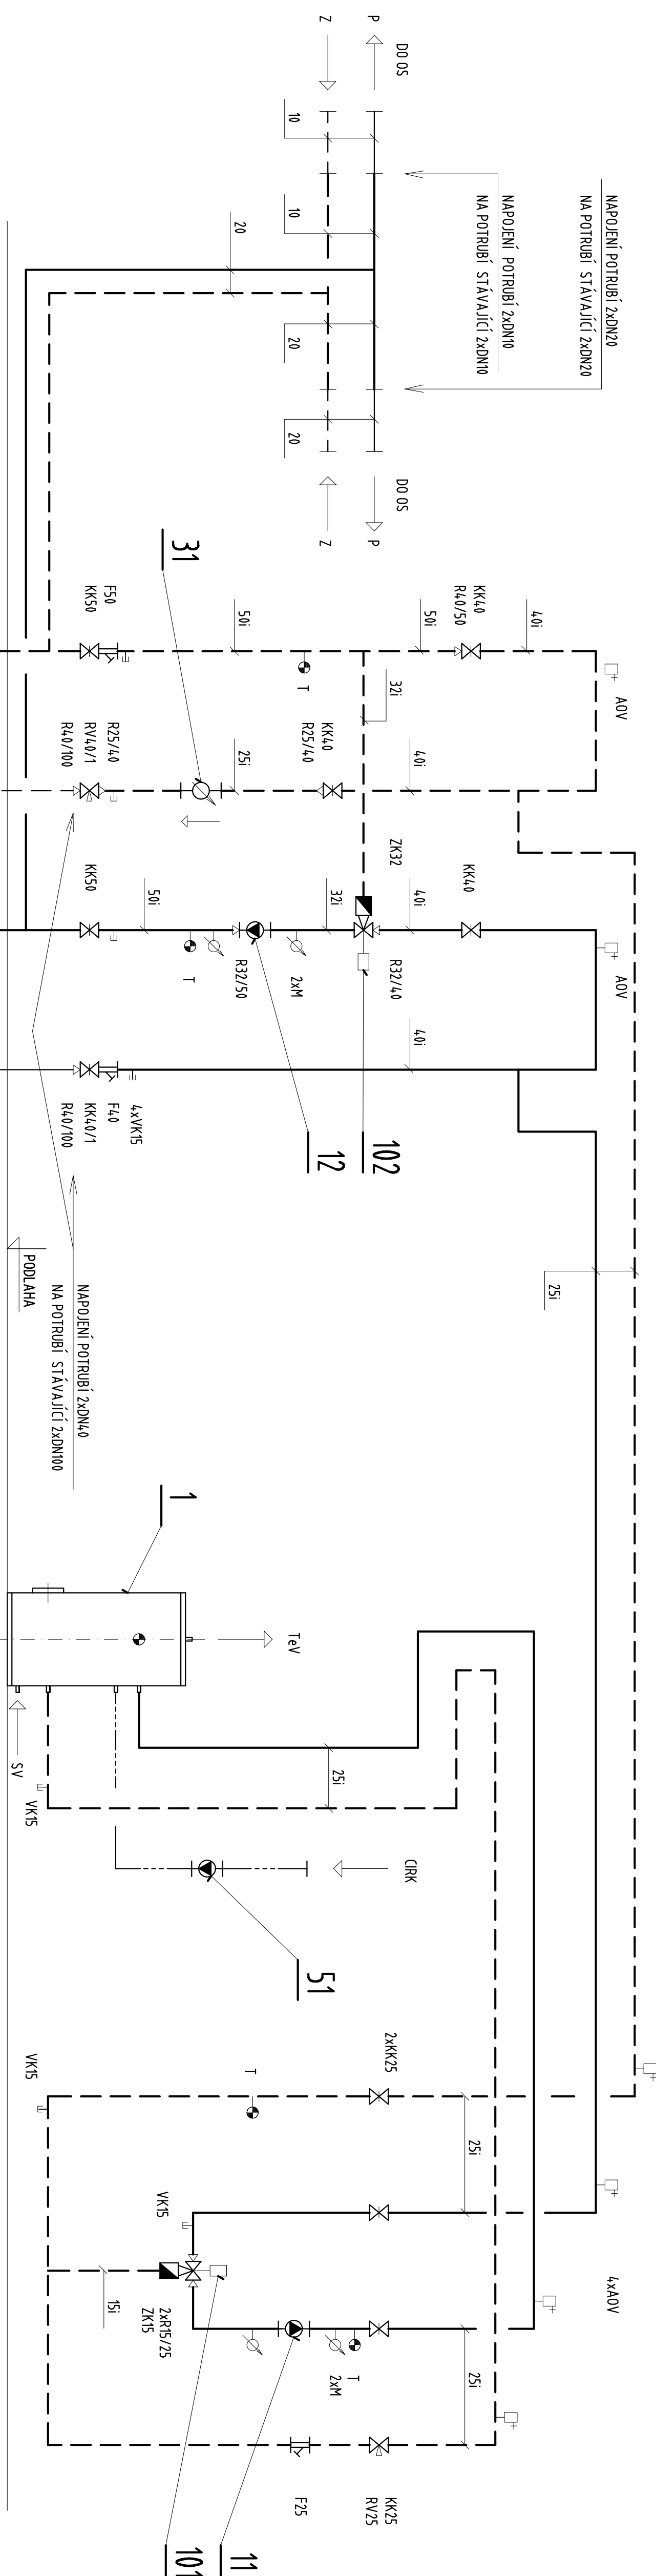 NAPOJENÍ POTRUBÍ 2xDN20
NA POTRUBÍ STÁVAJÍCÍ 2xDN20
NAPOJENÍ POTRUBÍ 2xDN10
NA POTRUBÍ STÁVAJÍCÍ 2xDN10
DO OS
P
Z
10
10
20
20
20
DO OS
P
Z
31
AOV
40i
KK40
R40/50
50i
32i
T
50i
F50
KK50
40i
KK40
R25/40
25i
R25/40
RV40/1
R40/100
AOV
KK40
40i
ZK32
R32/40
32i
2xM
R32/50
T
50i
KK50
40i
4xVK15
F40
KK40/1
R40/100
102
12
25i
NAPOJENÍ POTRUBÍ 2xDN40
NA POTRUBÍ STÁVAJÍCÍ 2xDN100
PODLAHA
1
TeV
SV
25i
VK15
CIRK
51
2xKK25
T
VK15
25i
4xAOV
VK15
15i
2xR15/25
ZK15
25i
T
2xM
KK25
RV25
F25
11
101